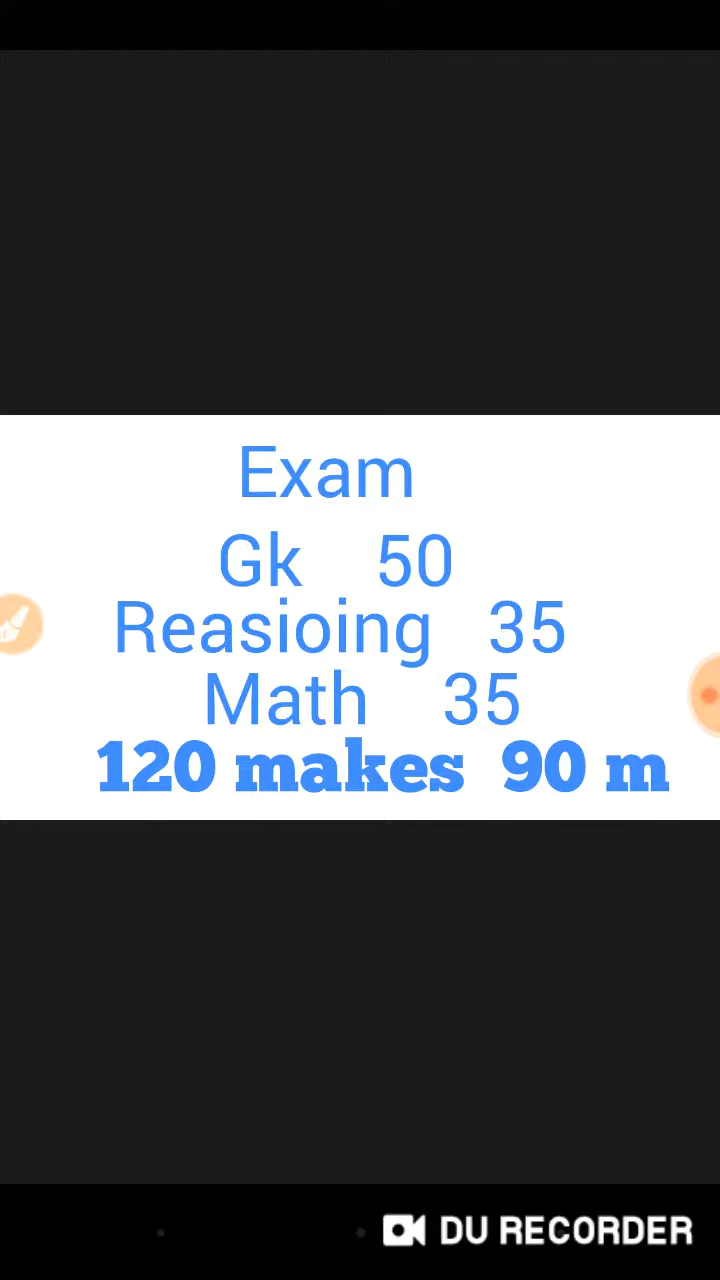 Exam
Gk 50
Reasioing 35
Math 35
120 makes 90 m
DU RECORDER